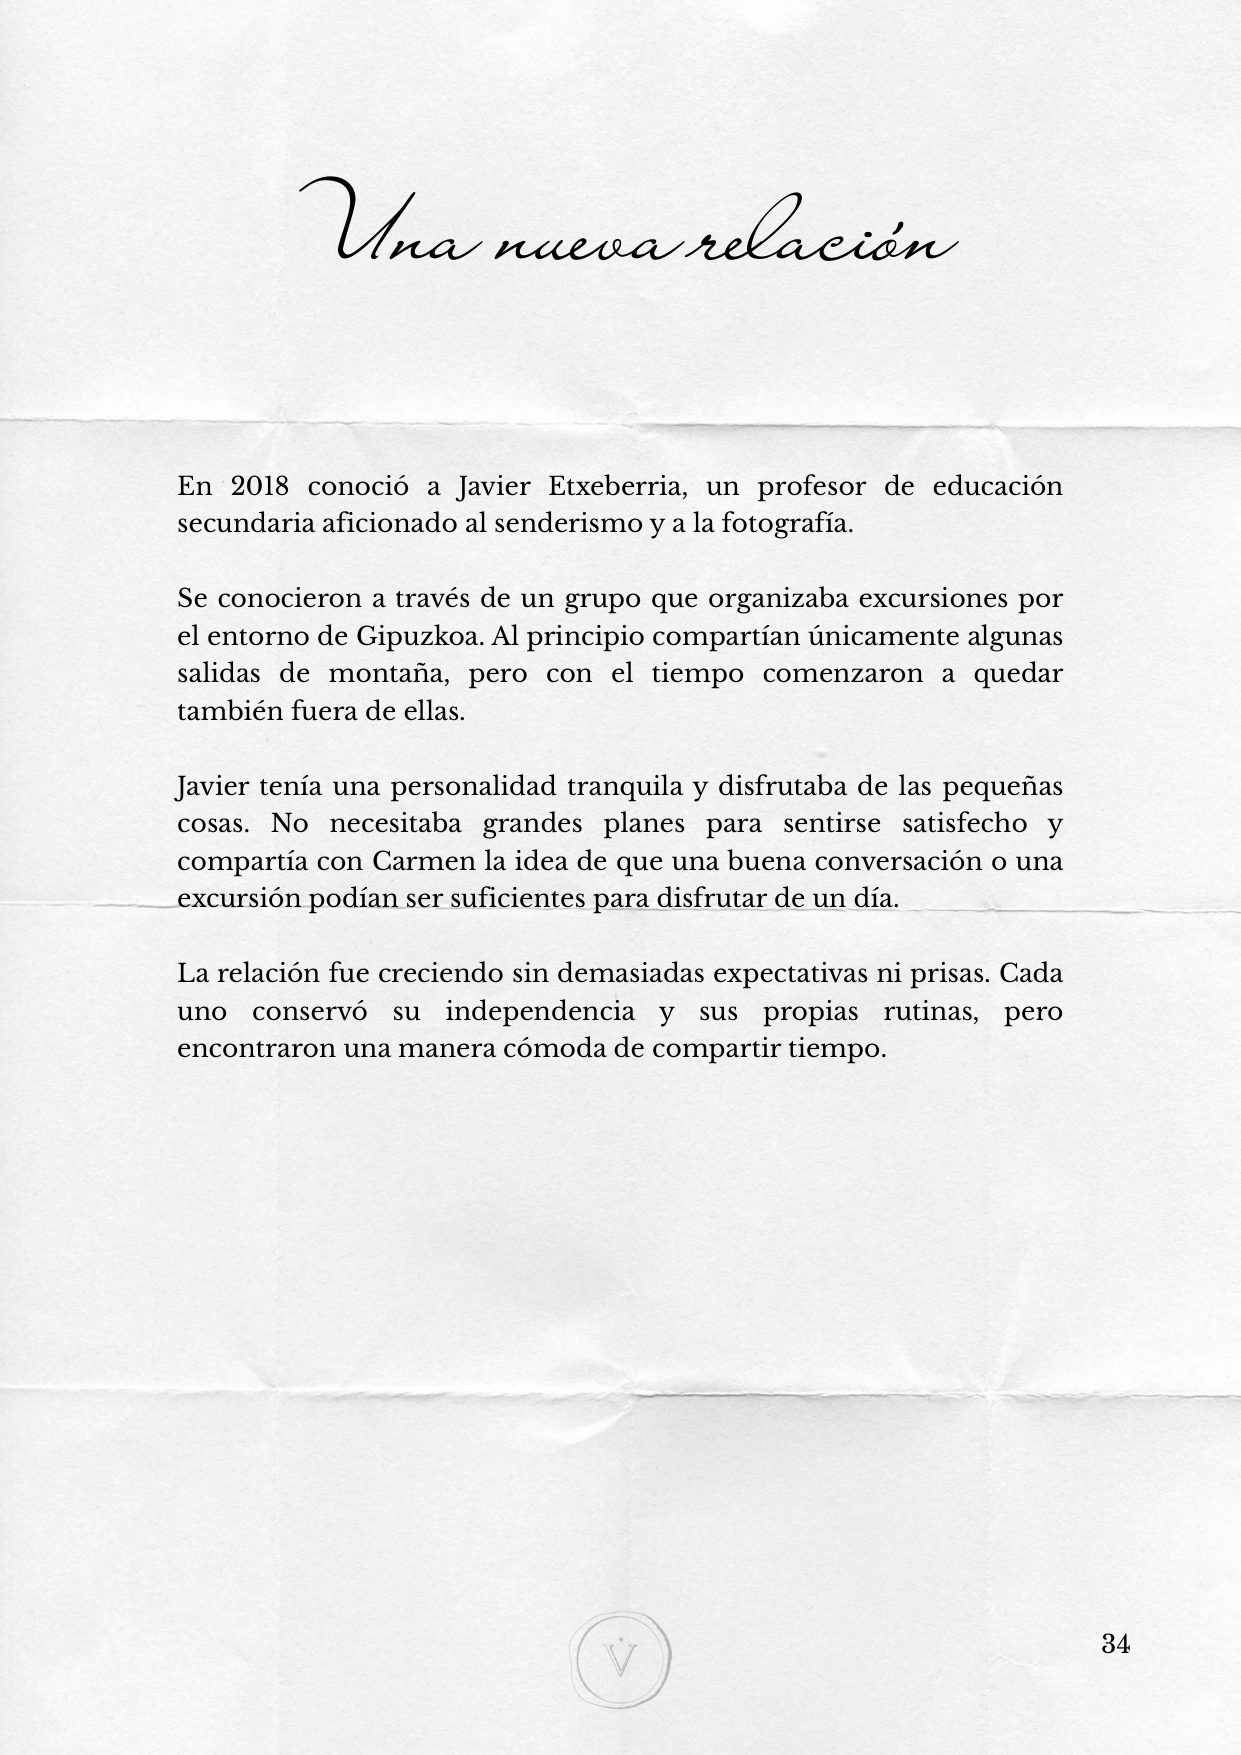 Una nueva relación
En 2018 conoció a Javier Etxeberria, un profesor de educación
secundaria aficionado al senderismo y a la fotografía.
Se conocieron a través de un grupo que organizaba excursiones por
el entorno de Gipuzkoa. Al principio compartían únicamente algunas
salidas de montaña, pero con el tiempo comenzaron a quedar
también fuera de ellas.
Javier tenía una personalidad tranquila y disfrutaba de las pequeñas
cosas. No necesitaba grandes planes para sentirse satisfecho y
compartía con Carmen la idea de que una buena conversación o una
excursión podían ser suficientes para disfrutar de un día.
La relación fue creciendo sin demasiadas expectativas ni prisas. Cada
uno conservó su independencia y sus propias rutinas, pero
encontraron una manera cómoda de compartir tiempo.
V
34